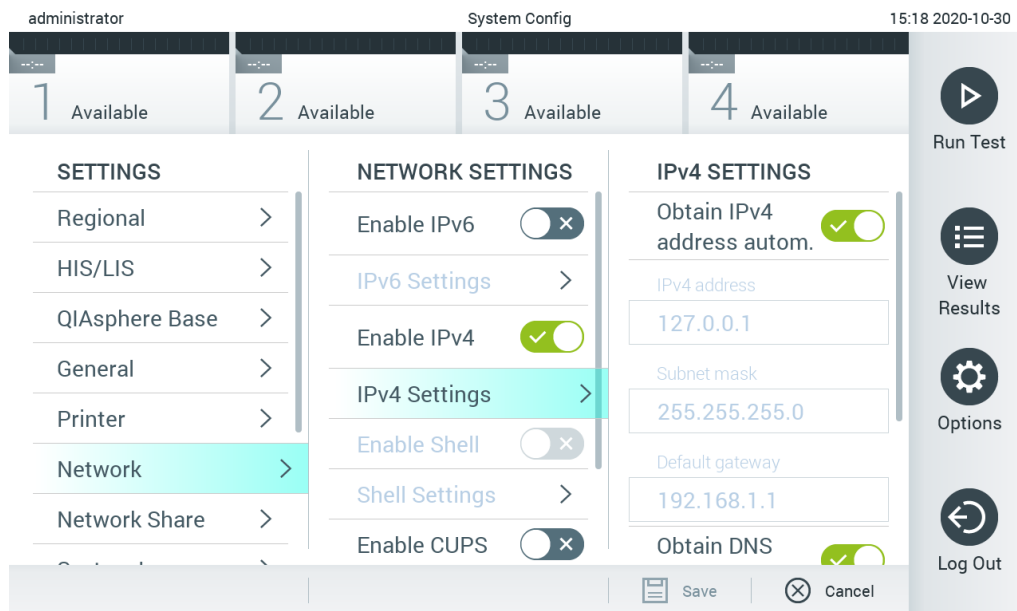 administrator
System Config
15:18 2020-10-30
--:--
1 Available
--:--
2 Available
--:--
3 Available
--:--
4 Available
Run Test
View
Results
Options
Log Out
SETTINGS
Regional
HIS/LIS
QIAsphere Base
General
Printer
Network
Network Share
NETWORK SETTINGS
Enable IPv6
IPv6 Settings
Enable IPv4
IPv4 Settings
Enable Shell
Shell Settings
Enable CUPS
IPv4 SETTINGS
Obtain IPv4
address autom.
IPv4 address
127.0.0.1
Subnet mask
255.255.255.0
Default gateway
192.168.1.1
Obtain DNS
Save
Cancel